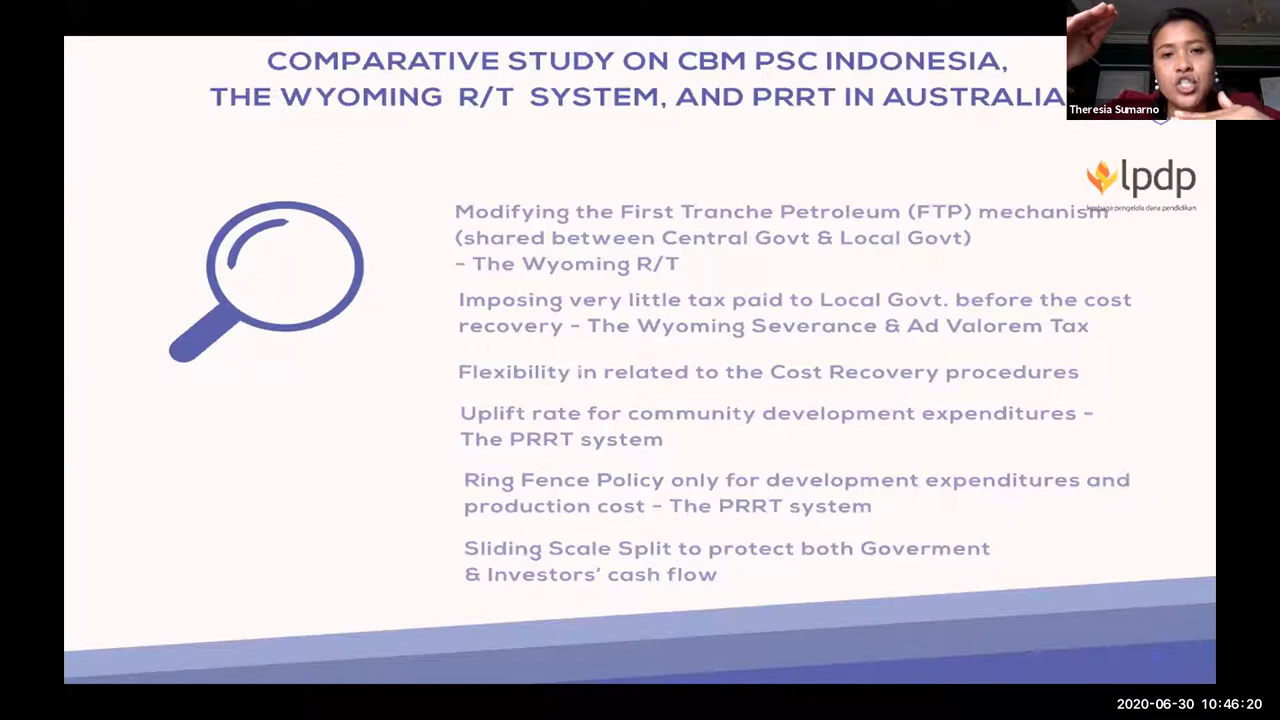 COMPARATIVE STUDY ON CBM PSC INDONESIA,
THE WYOMING R/T SYSTEM, AND PRRT IN AUSTRALIA
Theresia Sumarno
lpdp
lembaga pengelola dana pendidikan
Modifying the First Tranche Petroleum (FTP) mechanism
(shared between Central Govt & Local Govt)
- The Wyoming R/T
Imposing very little tax paid to Local Govt. before the cost
recovery - The Wyoming Severance & Ad Valorem Tax
Flexibility in related to the Cost Recovery procedures
Uplift rate for community development expenditures -
The PRRT system
Ring Fence Policy only for development expenditures and
production cost - The PRRT system
Sliding Scale Split to protect both Goverment
& Investors' cash flow
2020-06-30 10:46:20